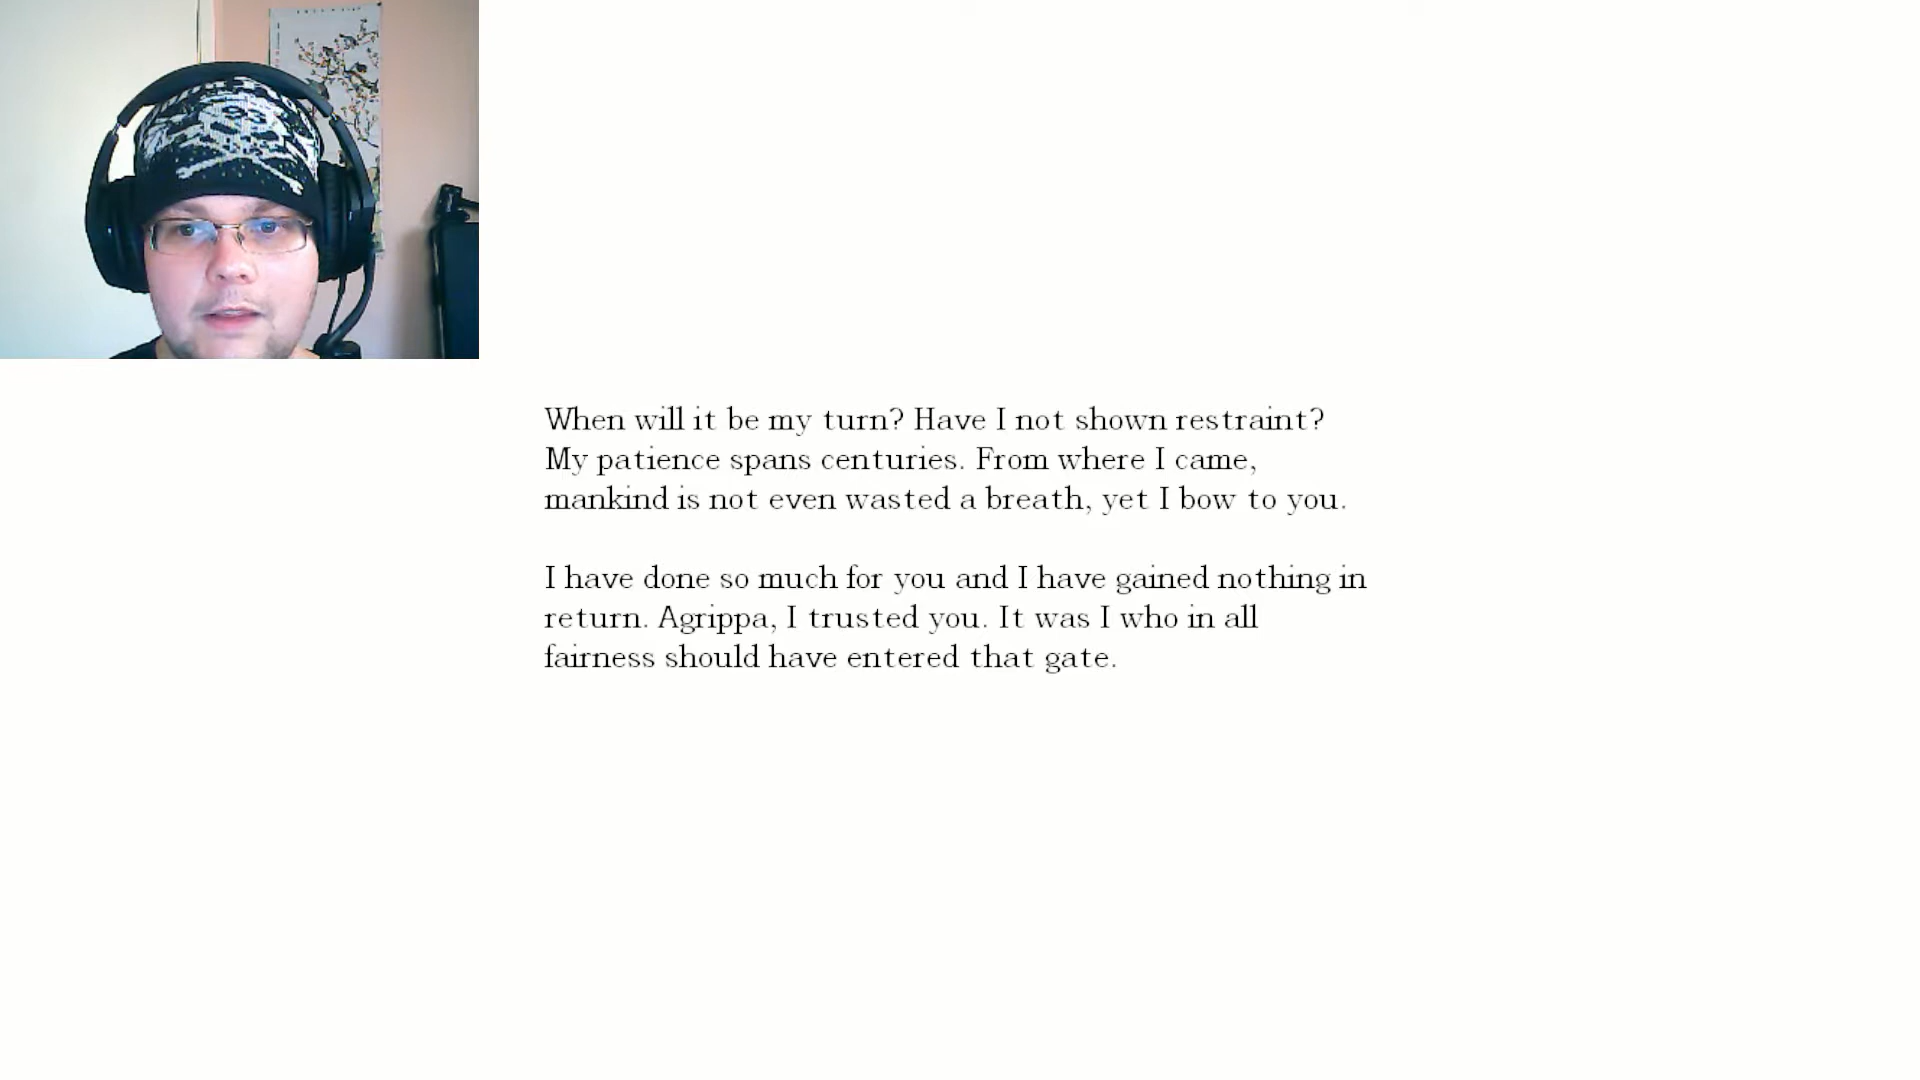 When will it be my turn? Have I not shown restraint?
My patience spans centuries. From where I came,
mankind is not even wasted a breath, yet I bow to you.
I have done so much for you and I have gained nothing in
return. Agrippa, I trusted you. It was I who in all
fairness should have entered that gate.